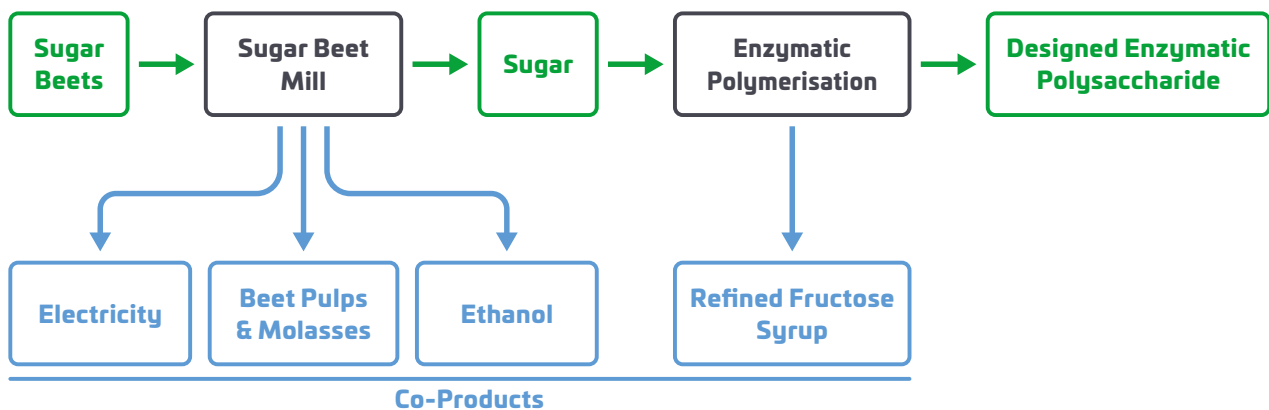 Sugar
Beets
Sugar Beet
Mill
Sugar
Enzymatic
Polymerisation
Designed Enzymatic
Polysaccharide
Electricity
Beet Pulps
& Molasses
Ethanol
Refined Fructose
Syrup
Co-Products